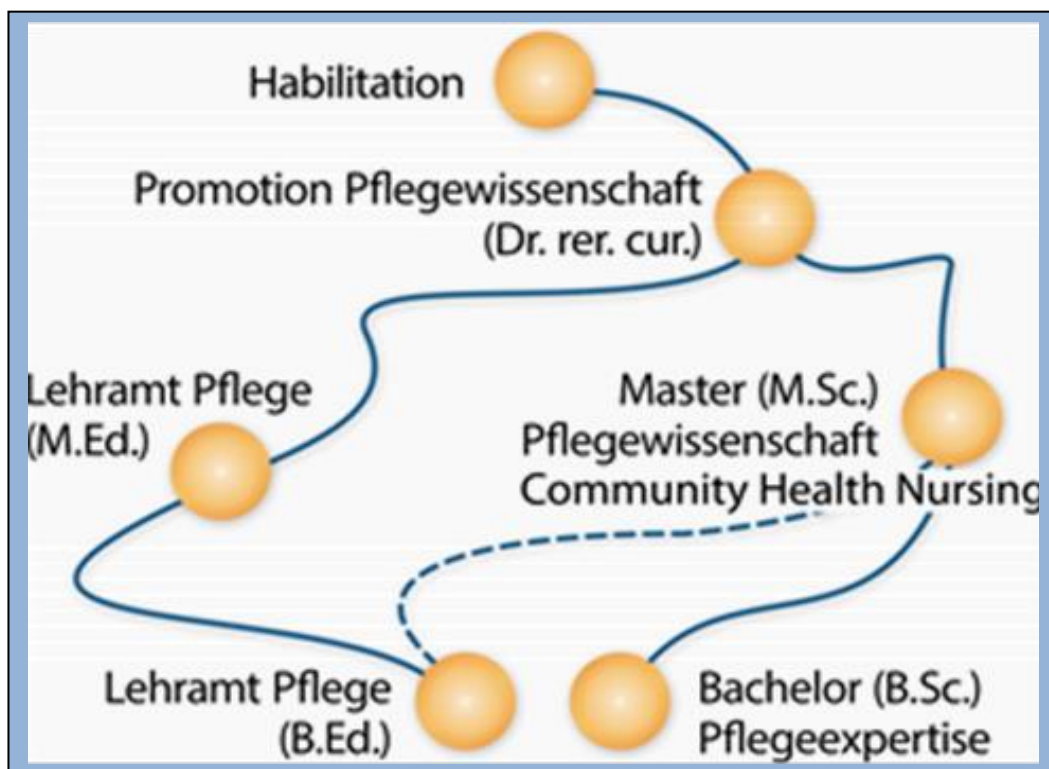 Habilitation
Promotion Pflegewissenschaft
(Dr. rer. cur.)
Lehramt Pflege
(M.Ed.)
Master (M.Sc.)
Pflegewissenschaft
Community Health Nursing
Lehramt Pflege
(B.Ed.)
Bachelor (B.Sc.)
Pflegeexpertise